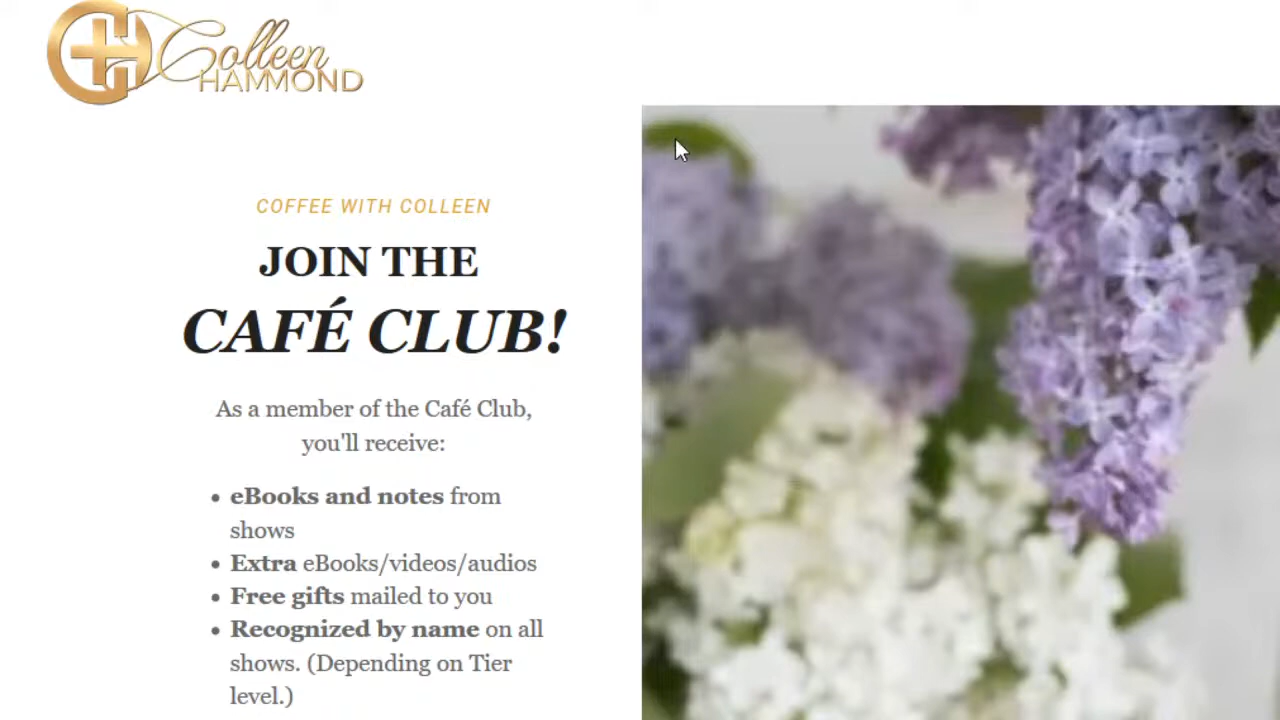 Colleen
HAMMOND
COFFEE WITH COLLEEN
JOIN THE
CAFÉ CLUB!
As a member of the Café Club,
you'll receive:
• eBooks and notes from
shows
• Extra eBooks/videos/audios
• Free gifts mailed to you
• Recognized by name on all
shows. (Depending on Tier
level.)